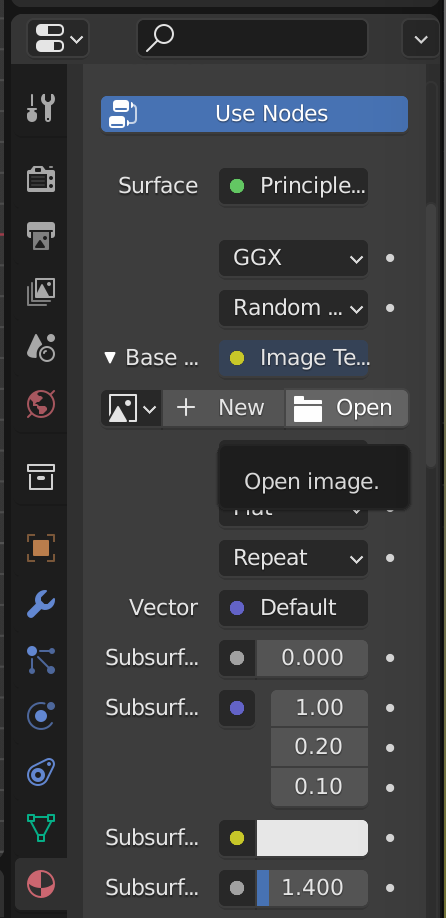 Use Nodes
Surface Principle...
GGX
Random ...
Base ... Image Te...
New Open
Open image.
Flat
Repeat
Vector Default
Subsurf... 0.000
Subsurf... 1.00
0.20
0.10
Subsurf...
Subsurf... 1.400